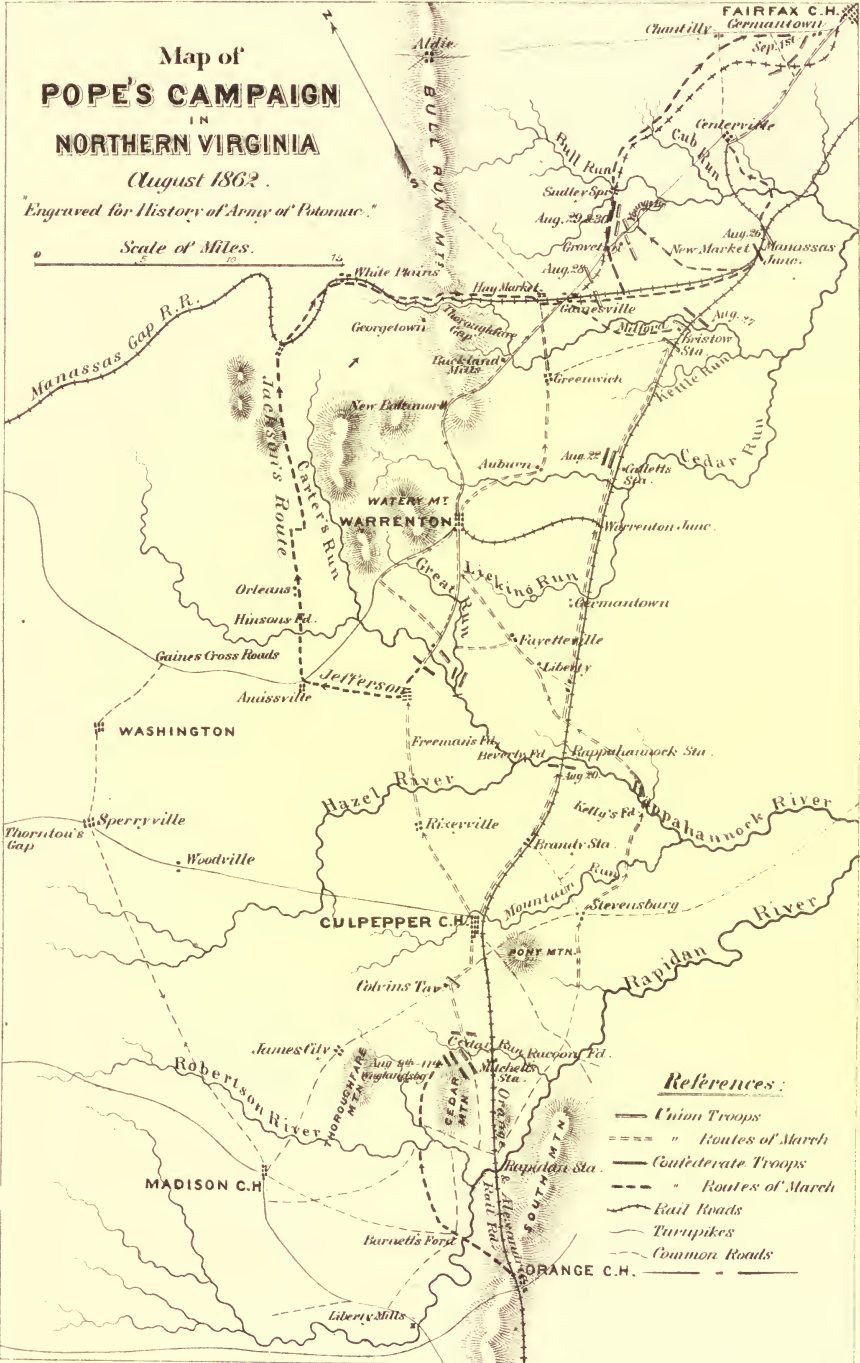 Map of
POPE'S CAMPAIGN
IN
NORTHERN VIRGINIA
August 1862.
"Engraved for History of Army of Potomac."
Scale of Miles.
0 5 10 15
N
S
Aldie
BULL RUN MTS
FAIRFAX C.H.
Germantown
Chantilly
Sep. 1st
Centerville
Cub Run
Bull Run
Sudley Spr.
Aug. 29 & 30
Groveton
Aug. 26
New Market
Manassas Junc.
Aug. 28
White Plains
Hay Market
Gainesville
Manassas Gap R.R.
Georgetown
Thoroughfare Gap
Milford
Aug. 27
Bristow Sta
Buckland Mills
Kettle Run
Greenwich
New Baltimore
Jackson's Route
Carter's Run
Auburn
Aug. 22
Catletts Sta.
Cedar Run
WATERY MT.
WARRENTON
Warrenton Junc.
Great Run
Licking Run
Orleans
Germantown
Hinsons Fd.
Fayetteville
Gaines Cross Roads
Liberty
Jefferson
Amissville
WASHINGTON
Freemans Fd.
Beverly Fd.
Rappahannock Sta.
Aug. 20.
Hazel River
Kelly's Fd.
Rappahannock River
Sperryville
Thornton's Gap
Rixeyville
Brandy Sta.
Woodville
Mountain Run
CULPEPPER C.H.
Stevensburg
PONY MTN.
Rapidan River
Colvins Tav.
James City
Cedar Run
Racoon Fd.
Mitchells Sta.
THOROUGHFARE MTN
CEDAR MTN
Robertson River
SOUTH MTN
Rapidan Sta.
Orange & Alexand. Rail Rd.
MADISON C.H.
Barnetts Ford
ORANGE C.H.
Liberty Mills
References:
Union Troops
" Routes of March
Confederate Troops
" Routes of March
Rail Roads
Turnpikes
Common Roads